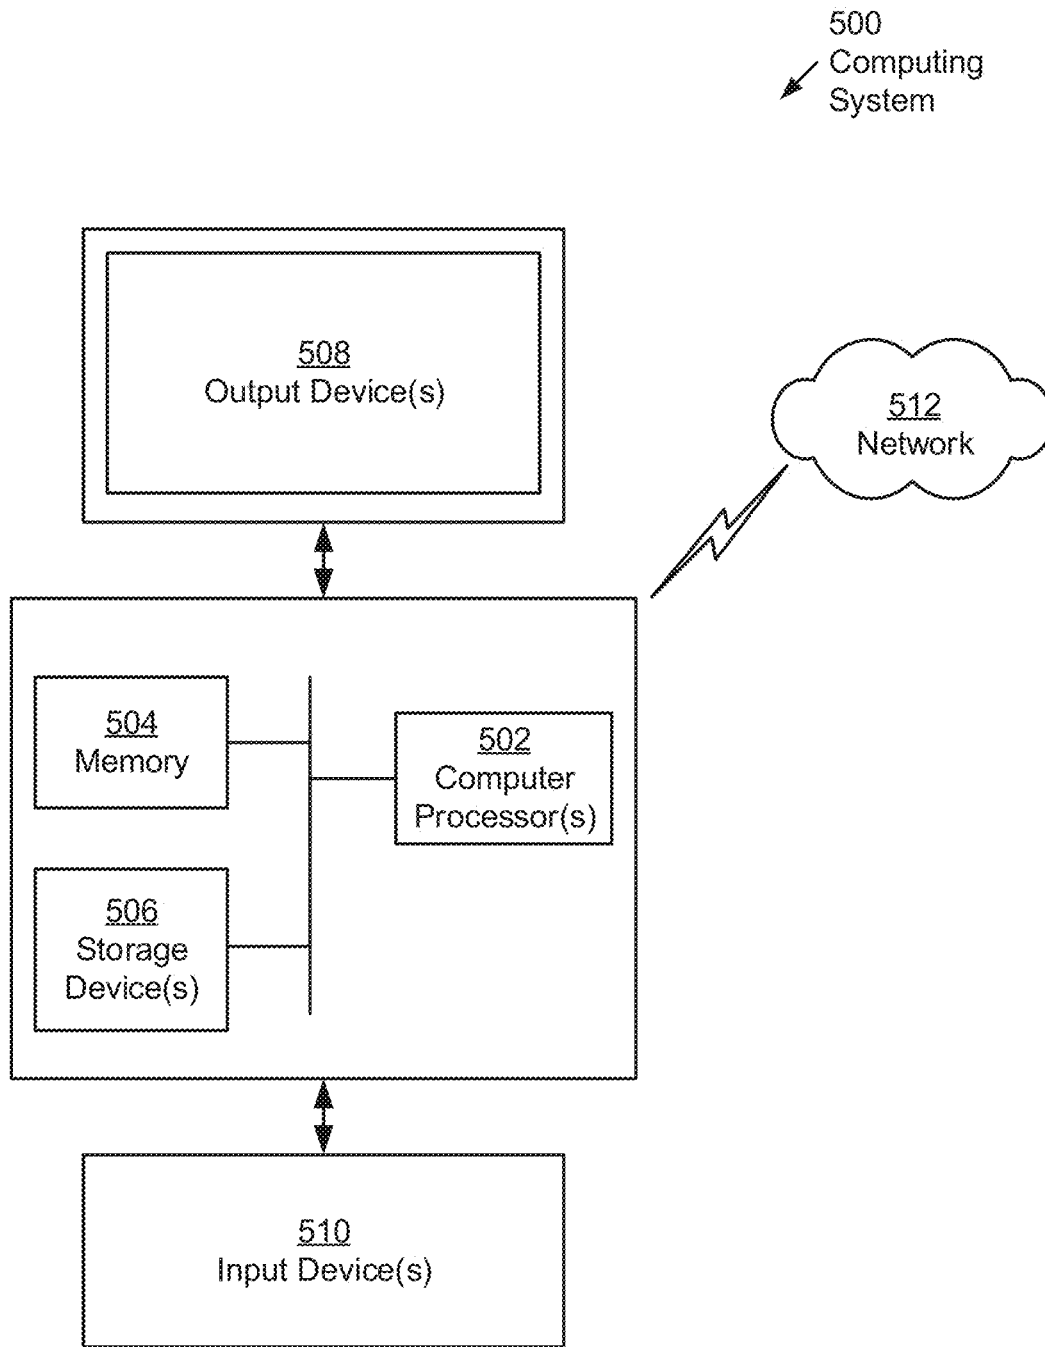 500
Computing
System
508
Output Device(s)
512
Network
504
Memory
502
Computer
Processor(s)
506
Storage
Device(s)
510
Input Device(s)